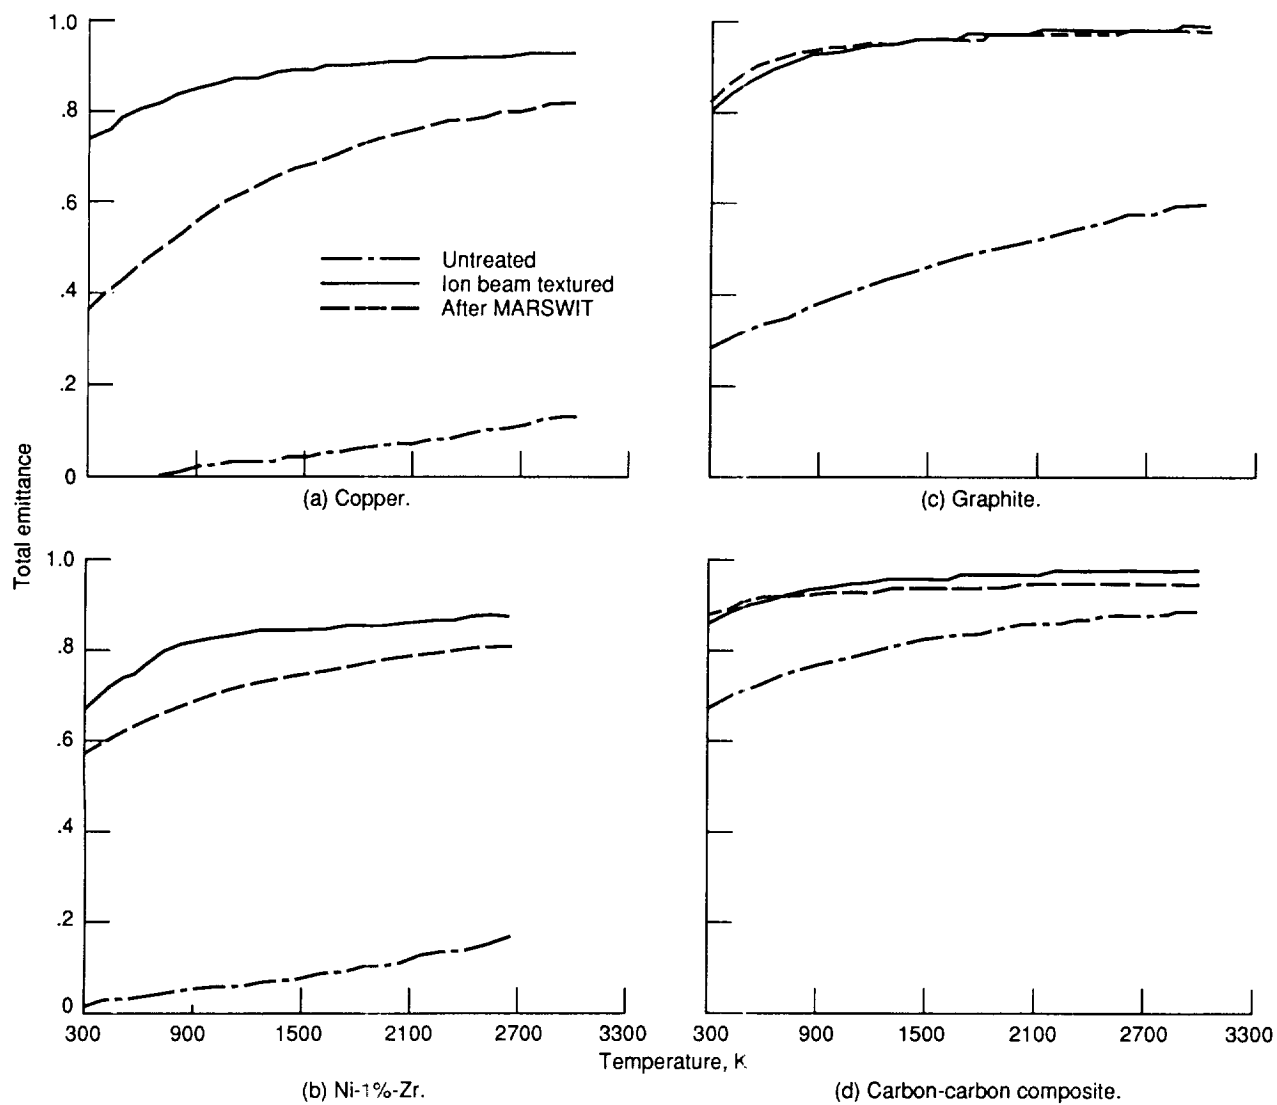 1.0
.8
.6
.4
.2
0
Untreated
Ion beam textured
After MARSWIT
(a) Copper.
(c) Graphite.
Total emittance
1.0
.8
.6
.4
.2
0
300 900 1500 2100 2700 3300
300 900 1500 2100 2700 3300
Temperature, K
(b) Ni-1%-Zr.
(d) Carbon-carbon composite.